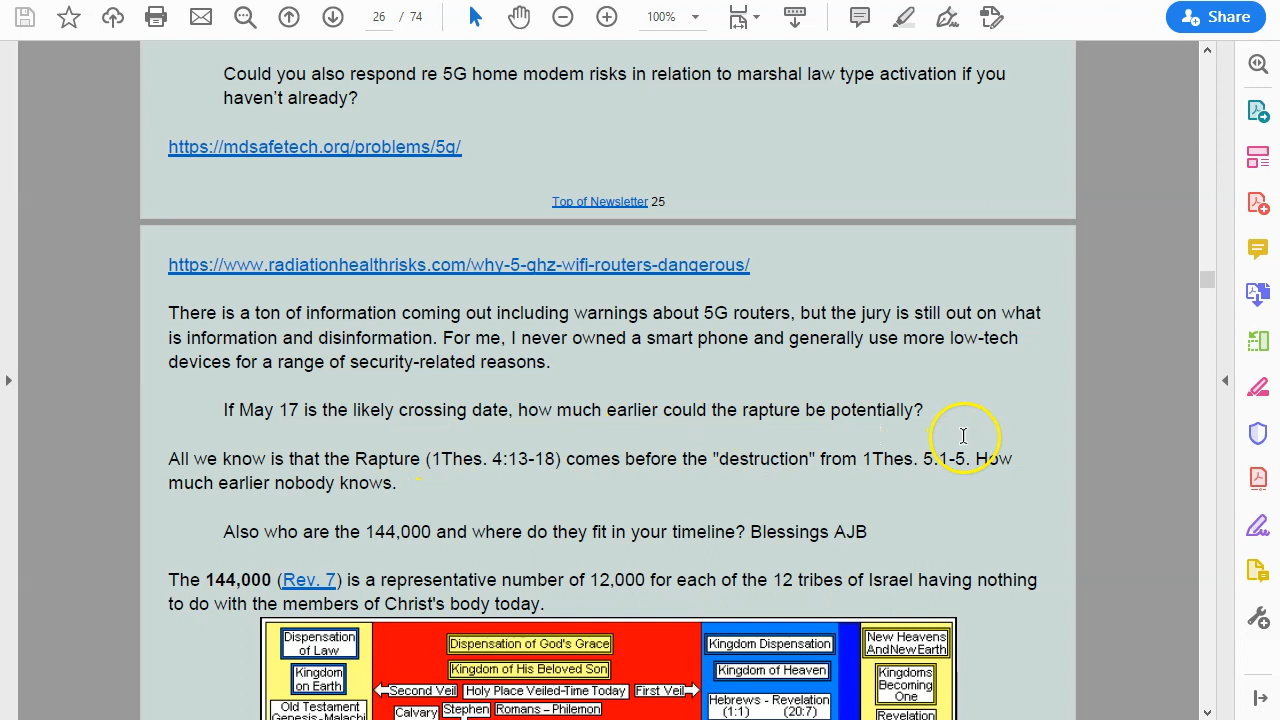 26 / 74
100%
Share
Could you also respond re 5G home modem risks in relation to marshal law type activation if you
haven't already?
https://mdsafetech.org/problems/5g/
Top of Newsletter 25
https://www.radiationhealthrisks.com/why-5-ghz-wifi-routers-dangerous/
There is a ton of information coming out including warnings about 5G routers, but the jury is still out on what
is information and disinformation. For me, I never owned a smart phone and generally use more low-tech
devices for a range of security-related reasons.
If May 17 is the likely crossing date, how much earlier could the rapture be potentially?
All we know is that the Rapture (1Thes. 4:13-18) comes before the "destruction" from 1Thes. 5:1-5. How
much earlier nobody knows.
Also who are the 144,000 and where do they fit in your timeline? Blessings AJB
The 144,000 (Rev. 7) is a representative number of 12,000 for each of the 12 tribes of Israel having nothing
to do with the members of Christ's body today.
Dispensation
of Law
Kingdom
on Earth
Old Testament
Genesis - Malachi
Dispensation of God's Grace
Kingdom of His Beloved Son
Second Veil
Holy Place Veiled-Time Today
First Veil
Calvary
Stephen
Romans – Philemon
Kingdom Dispensation
Kingdom of Heaven
Hebrews - Revelation
(1:1) (20:7)
New Heavens
And New Earth
Kingdoms
Becoming
One
Revelation